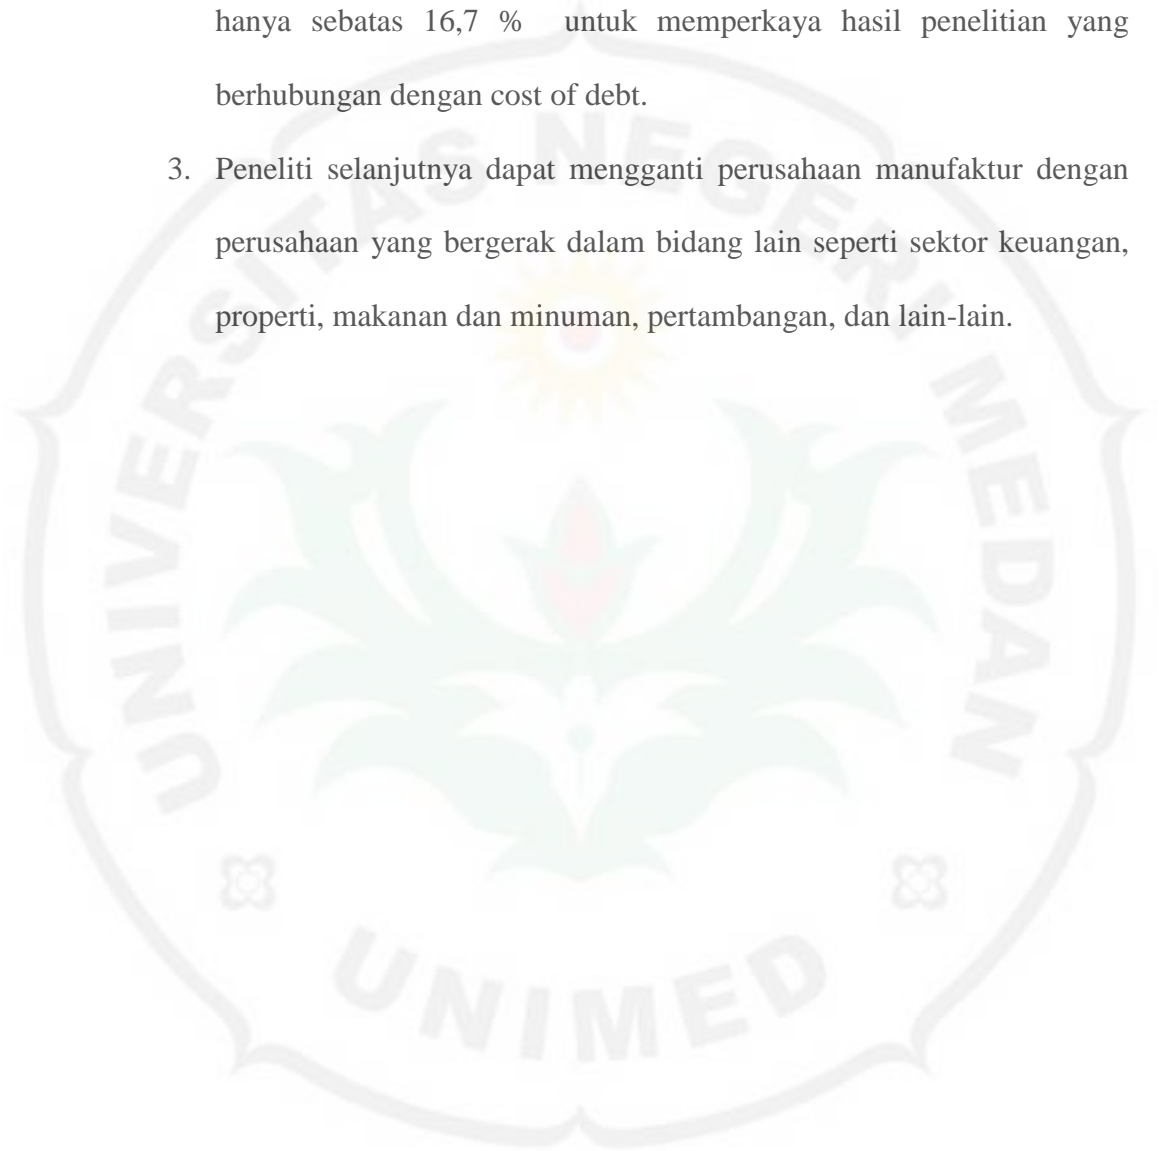 hanya sebatas 16,7 % untuk memperkaya hasil penelitian yang
berhubungan dengan cost of debt.
3. Peneliti selanjutnya dapat mengganti perusahaan manufaktur dengan
perusahaan yang bergerak dalam bidang lain seperti sektor keuangan,
properti, makanan dan minuman, pertambangan, dan lain-lain.
UNIVERSITAS NEGERI MEDAN
UNIMED